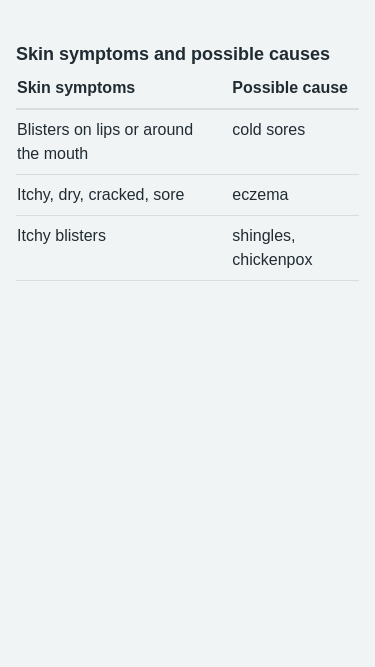 Skin symptoms and possible causes
Skin symptoms Possible cause
Blisters on lips or around cold sores
the mouth
Itchy, dry, cracked, sore eczema
Itchy blisters shingles,
chickenpox